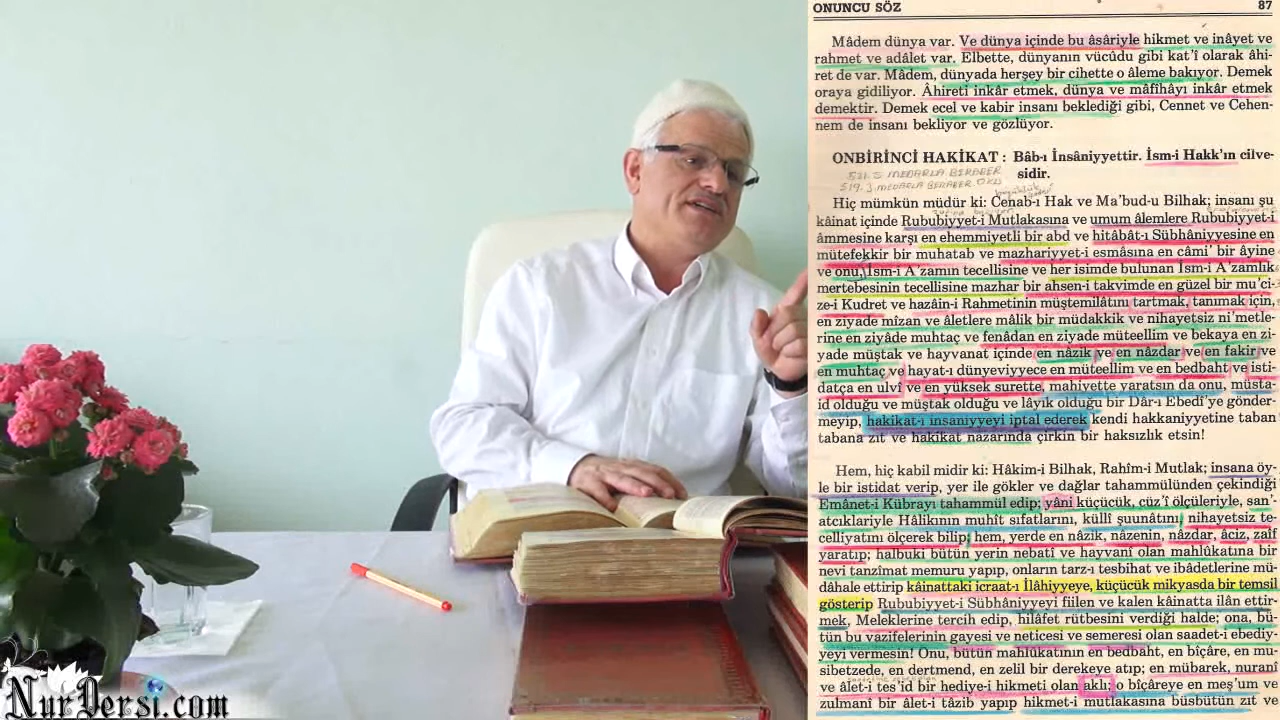 ONUNCU SÖZ 87
Mâdem dünya var. Ve dünya içinde bu âsâriyle hikmet ve inâyet ve
rahmet ve adâlet var. Elbette, dünyanın vücûdu gibi kat'î olarak âhi-
ret de var. Mâdem, dünyada herşey bir cihette o âleme bakıyor. Demek
oraya gidiliyor. Âhireti inkâr etmek, dünya ve mâfîhâyı inkâr etmek
demektir. Demek ecel ve kabir insanı beklediği gibi, Cennet ve Cehen-
nem de insanı bekliyor ve gözlüyor.
ONBİRİNCİ HAKİKAT : Bâb-ı İnsâniyyettir. İsm-i Hakk'ın cilve-
sidir.
521. S MEDARLA BERABER
519. J MEDARLA BERABER OKU
Hiç mümkün müdür ki: Cenab-ı Hak ve Ma'bud-u Bilhak; insanı şu
kâinat içinde Rububiyyet-i Mutlakasına ve umum âlemlere Rububiyyet-i
âmmesine karşı en ehemmiyetli bir abd ve hitâbât-ı Sübhâniyyesine en
mütefekkir bir muhatab ve mazhariyyet-i esmâsına en câmi' bir âyine
ve onu, İsm-i A'zamın tecellisine ve her isimde bulunan İsm-i A'zamlık
mertebesinin tecellisine mazhar bir ahsen-i takvimde en güzel bir mu'ci-
ze-i Kudret ve hazâin-i Rahmetinin müştemilâtını tartmak, tanımak için,
en ziyade mizan ve âletlere mâlik bir müdakkik ve nihayetsiz ni'metle-
rine en ziyâde muhtaç ve fenâdan en ziyade müteellim ve bekaya en zi-
yade müştak ve hayvanat içinde en nâzik ve en nâzdar ve en fakir ve
en muhtaç ve hayat-ı dünyeviyyece en müteellim ve en bedbaht ve isti-
datça en ulvî ve en yüksek surette, mahiyette yaratsın da onu, müsta-
id olduğu ve müştak olduğu ve lâyık olduğu bir Dâr-ı Ebedî'ye gönder-
meyip, hakikat-ı insaniyyeyi iptal ederek kendi hakkaniyyetine taban
tabana zıt ve hakikat nazarında çirkin bir haksızlık etsin!
Hem, hiç kabil midir ki: Hâkim-i Bilhak, Rahîm-i Mutlak; insana öy-
le bir istidat verip, yer ile gökler ve dağlar tahammülünden çekindiği
Emânet-i Kübrayı tahammül edip; yâni küçücük, cüz'î ölçüleriyle, san'-
atcıklariyle Hâlikının muhît sıfatlarını, küllî şuunâtını; nihayetsiz te-
celliyatını ölçerek bilip; hem, yerde en nâzik, nâzenin, nâzdar, âciz, zaîf
yaratıp; halbuki bütün yerin nebatî ve hayvanî olan mahlûkatına bir
nevi tanzîmat memuru yapıp, onların tarz-ı tesbihat ve ibâdetlerine mü-
dâhale ettirip kâinattaki icraat-ı İlâhiyyeye, küçücük mikyasda bir temsil
gösterip Rububiyyet-i Sübhâniyyeyi fiilen ve kalen kâinatta ilân ettir-
mek, Meleklerine tercih edip, hilâfet rütbesini verdiği halde; ona, bü-
tün bu vazifelerinin gayesi ve neticesi ve semeresi olan saadet-i ebediy-
yeyi vermesin! Onu, bütün mahlûkatının en bedbaht, en bîçâre, en mu-
sibetzede, en dertmend, en zelil bir derekeye atıp; en mübarek, nuranî
ve âlet-i tes'id bir hediye-i hikmeti olan aklı; o bîçâreye en meş'um ve
zulmanî bir âlet-i tâzib yapıp hikmet-i mutlakasına büsbütün zıt ve
NurDersi.com